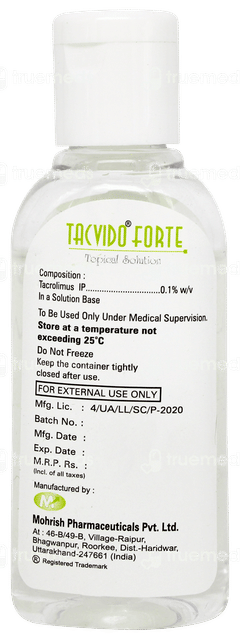 TACVIDO® FORTE
Topical Solution
Composition :
Tacrolimus IP................................0.1% w/v
In a Solution Base
To Be Used Only Under Medical Supervision.
Store at a temperature not
exceeding 25°C
Do Not Freeze
Keep the container tightly
closed after use.
FOR EXTERNAL USE ONLY
Mfg. Lic. : 4/UA/LL/SC/P-2020
Batch No. :
Mfg. Date :
Exp. Date :
M.R.P. Rs. :
(Incl. of all taxes)
Manufactured by :
M
Mohrish Pharmaceuticals Pvt. Ltd.
At : 46-B/49-B, Village-Raipur,
Bhagwanpur, Roorkee, Dist.-Haridwar,
Uttarakhand-247661 (India)
® Registered Trademark